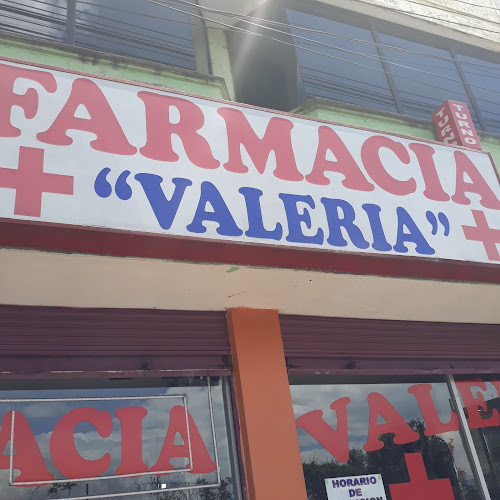 FARMACIA
"VALERIA"
TURNO
ACIA
VALE
HORARIO
DE